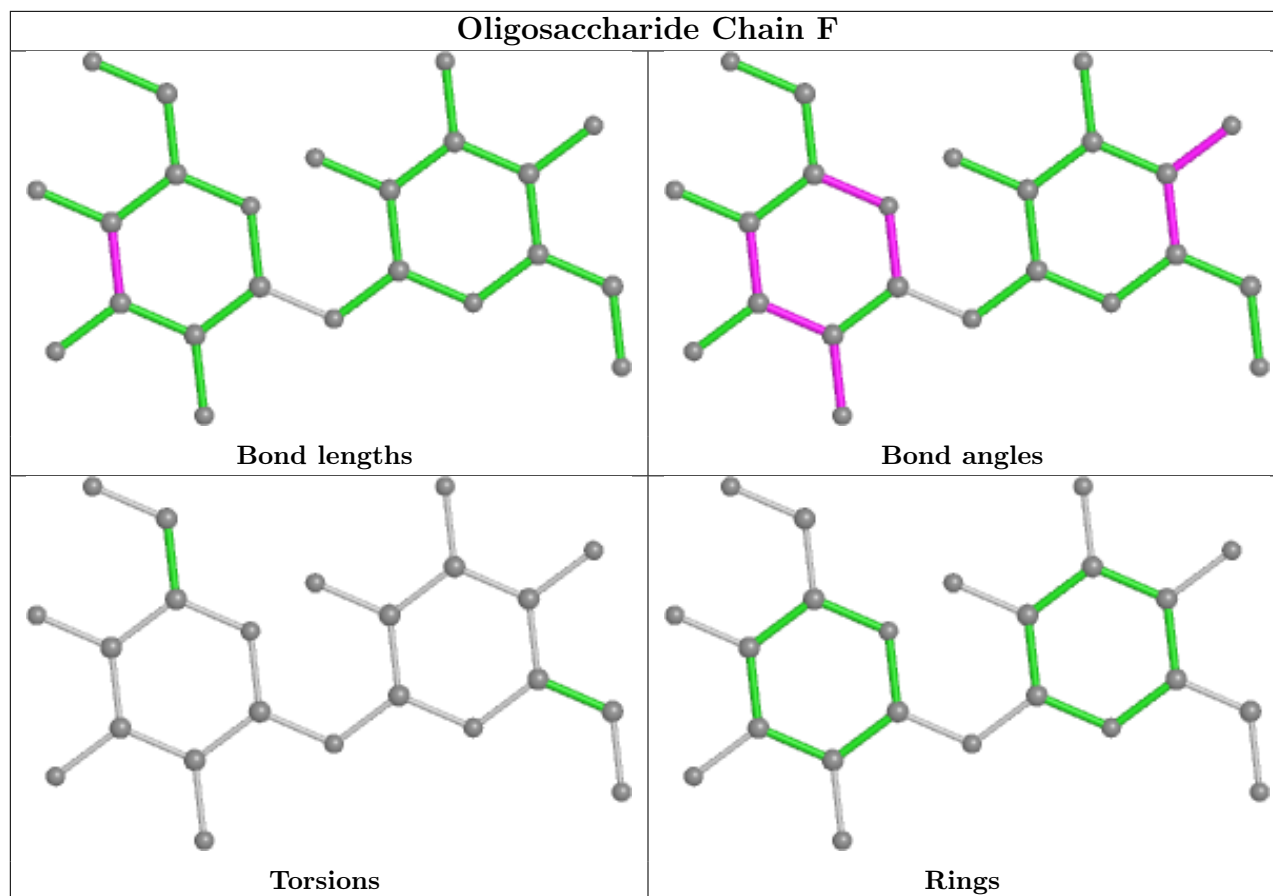 Oligosaccharide Chain F
Bond lengths
Bond angles
Torsions
Rings